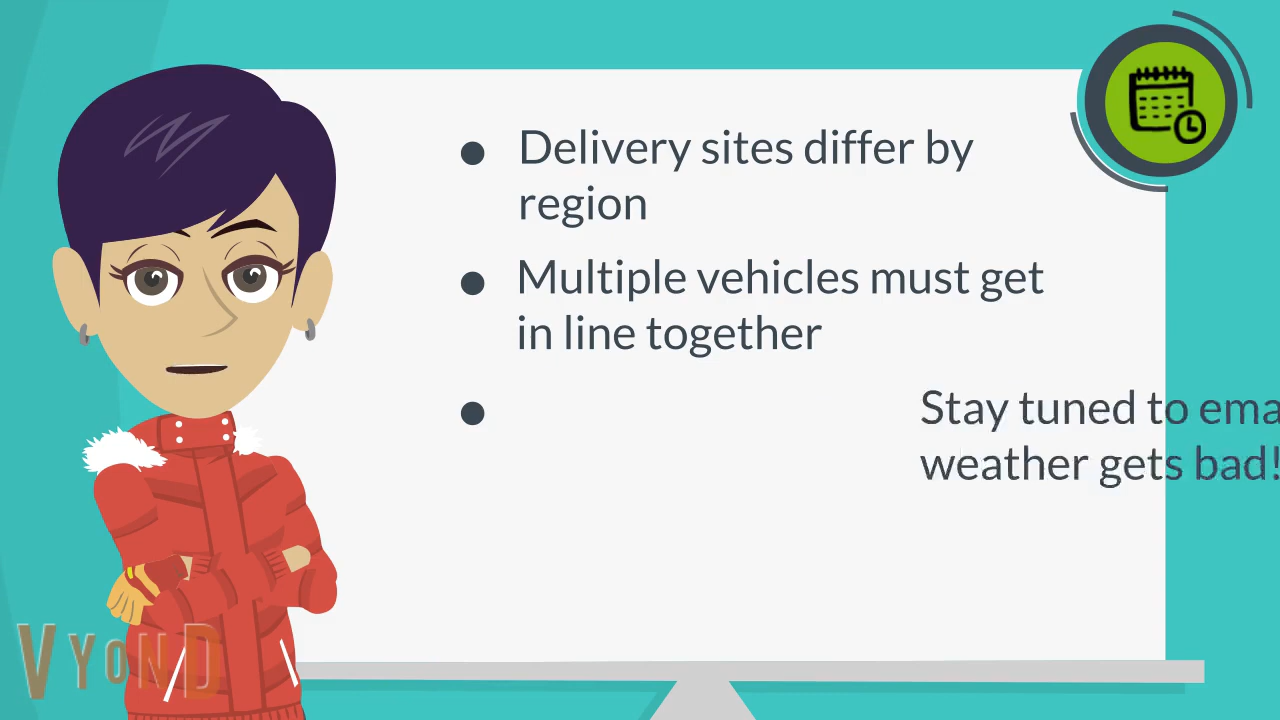 Delivery sites differ by
region
Multiple vehicles must get
in line together
Stay tuned to
weather gets bad!
VYOND